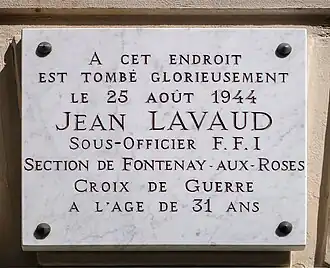 A CET ENDROIT
EST TOMBÉ GLORIEUSEMENT
LE 25 AOÛT 1944
JEAN LAVAUD
SOUS-OFFICIER F.F.I
SECTION DE FONTENAY-AUX-ROSES
CROIX DE GUERRE
A L'AGE DE 31 ANS